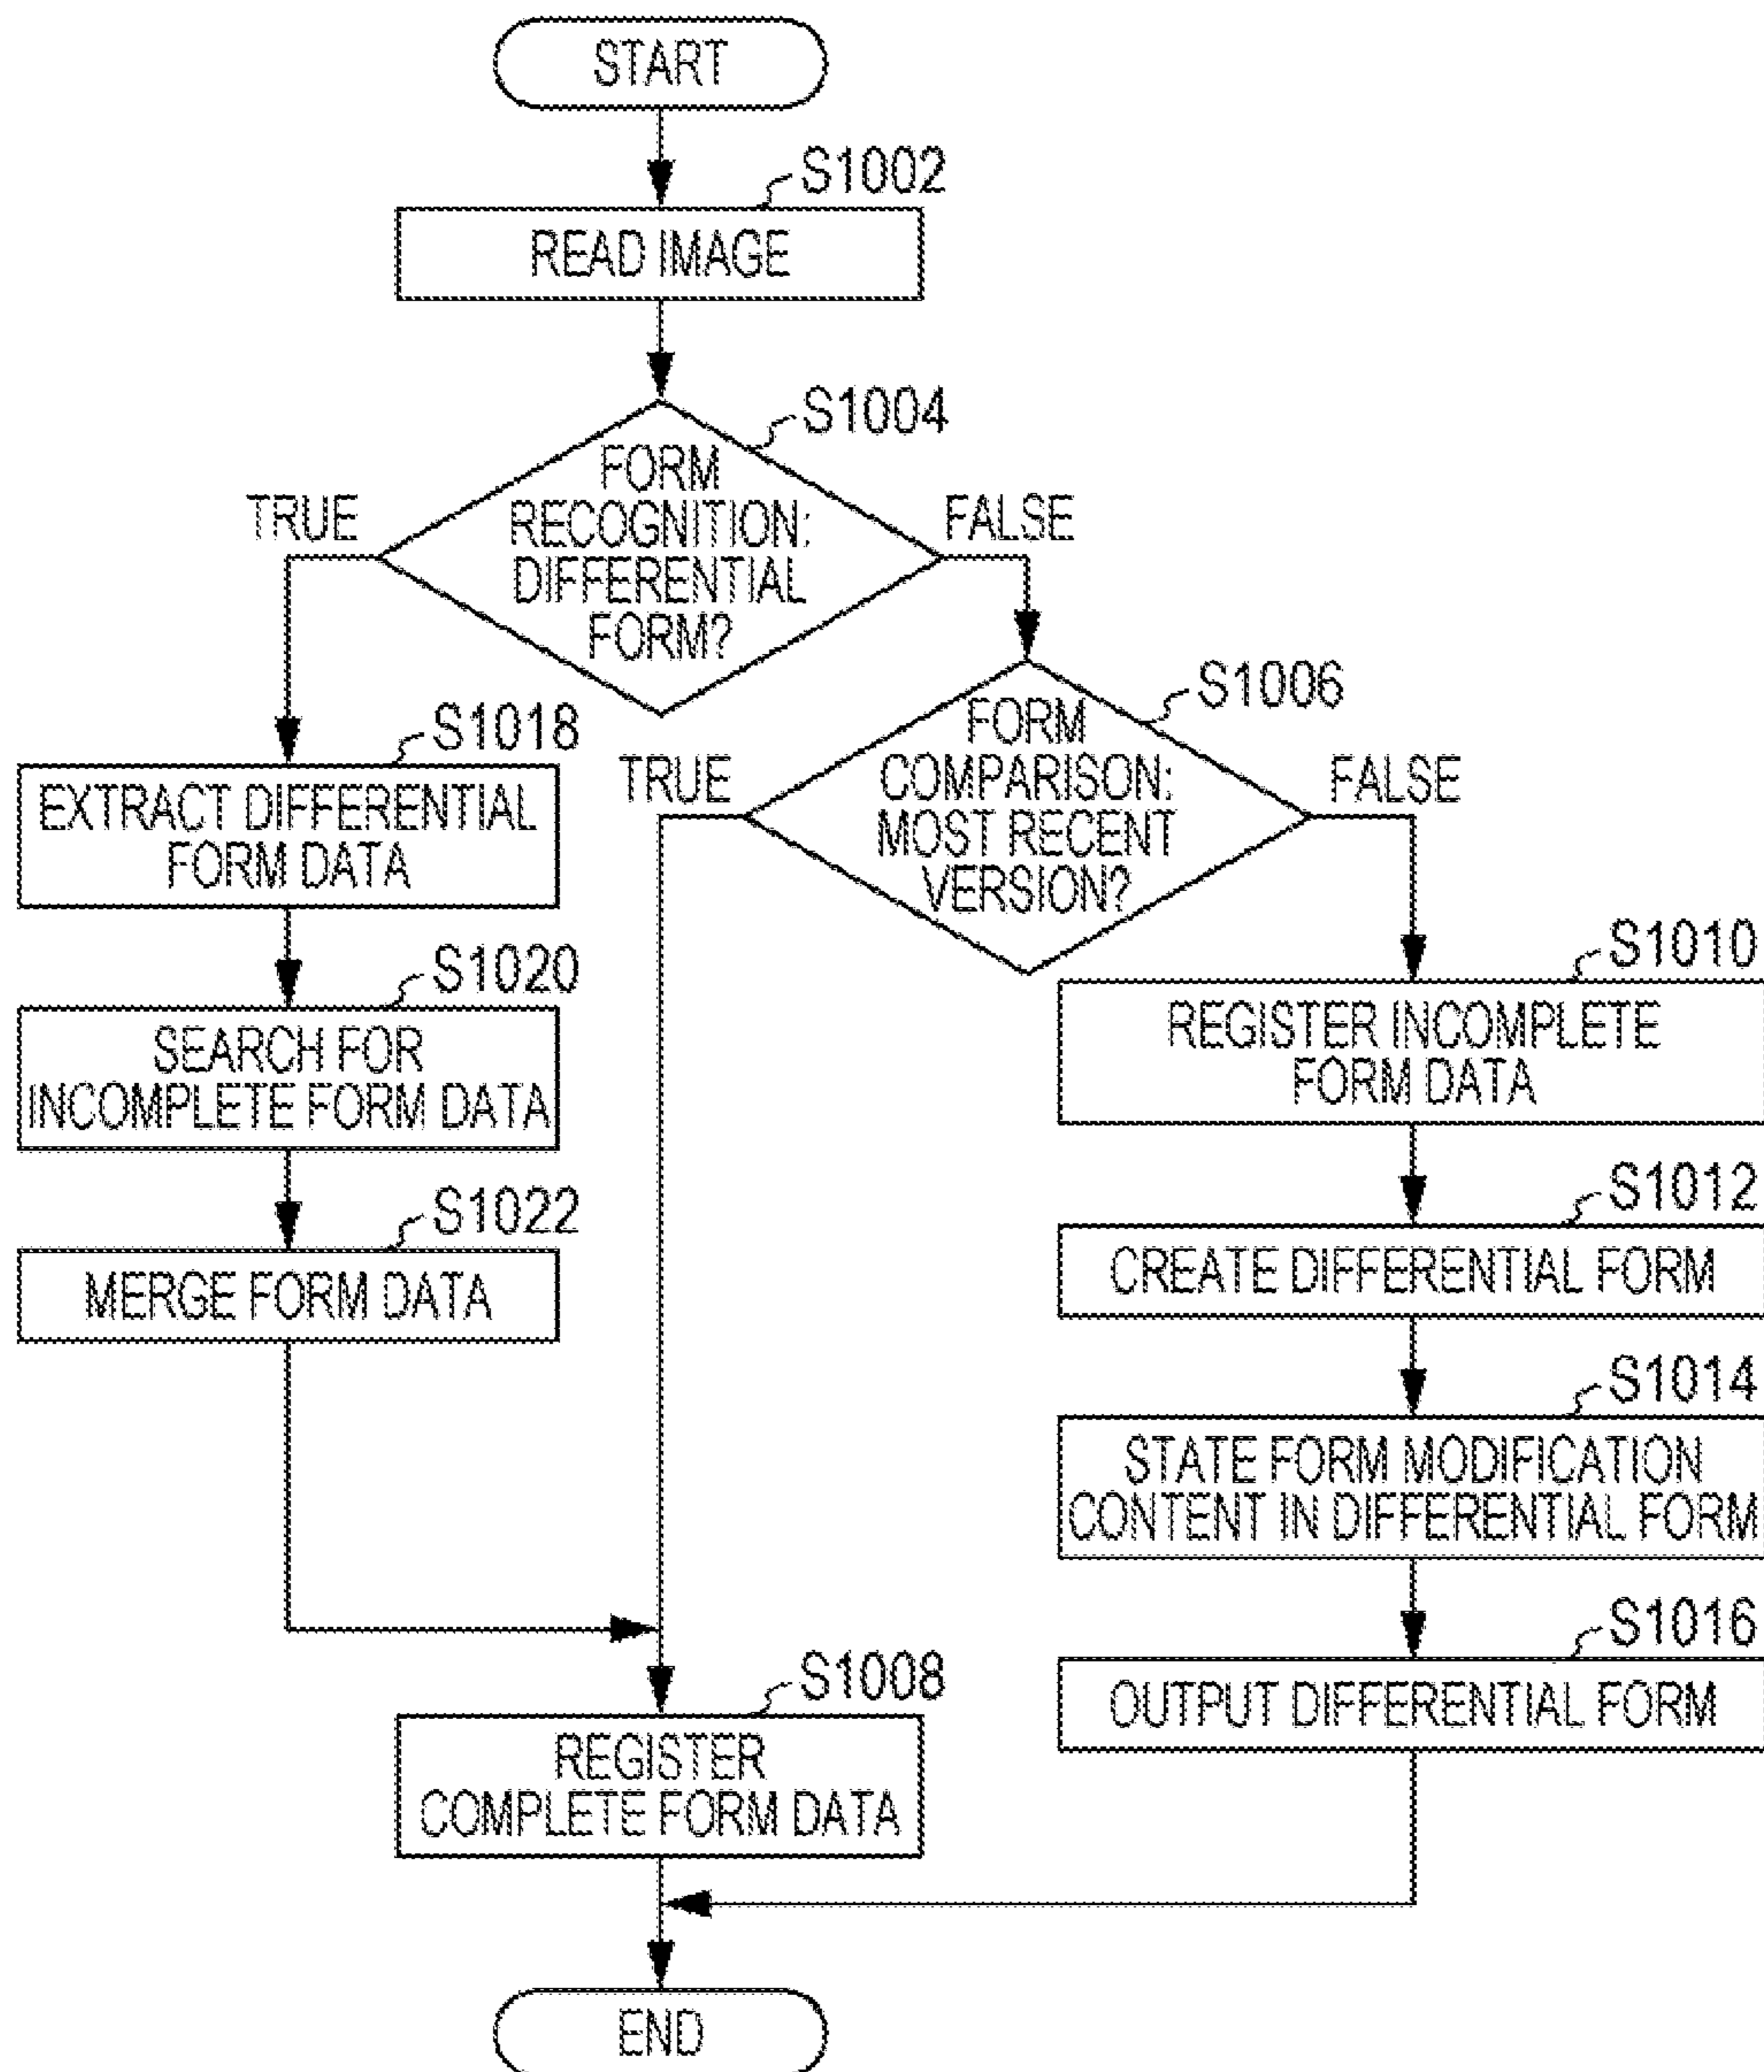 START
S1002
READ IMAGE
S1004
FORM
RECOGNITION:
DIFFERENTIAL
FORM?
TRUE
FALSE
S1006
FORM
COMPARISON:
MOST RECENT
VERSION?
TRUE
FALSE
S1018
EXTRACT DIFFERENTIAL
FORM DATA
S1020
SEARCH FOR
INCOMPLETE FORM DATA
S1022
MERGE FORM DATA
S1010
REGISTER INCOMPLETE
FORM DATA
S1012
CREATE DIFFERENTIAL FORM
S1014
STATE FORM MODIFICATION
CONTENT IN DIFFERENTIAL FORM
S1016
OUTPUT DIFFERENTIAL FORM
S1008
REGISTER
COMPLETE FORM DATA
END